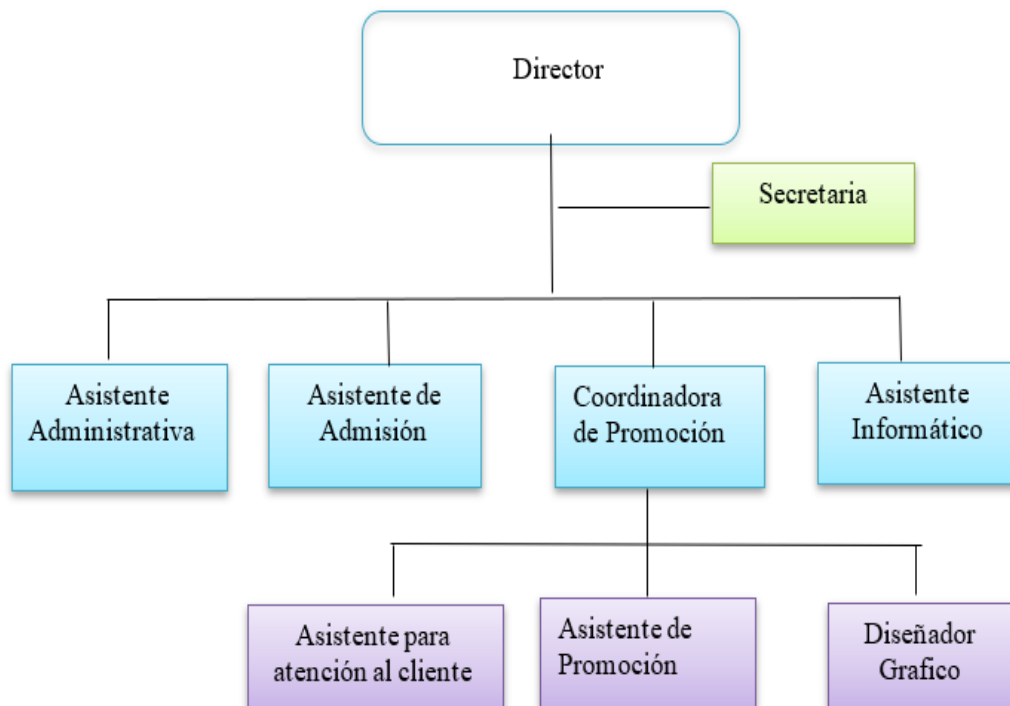 Director
Secretaria
Asistente
Administrativa
Asistente de
Admisión
Coordinadora
de Promoción
Asistente
Informático
Asistente para
atención al cliente
Asistente de
Promoción
Diseñador
Grafico